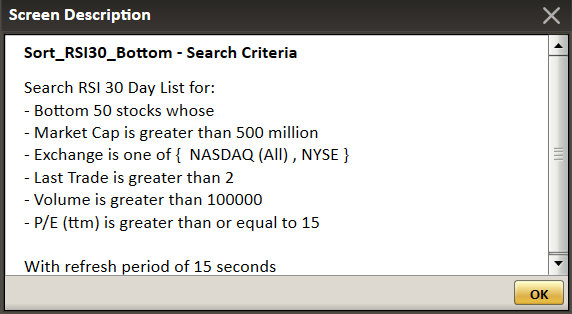 Screen Description
Sort_RSI30_Bottom - Search Criteria
Search RSI 30 Day List for:
- Bottom 50 stocks whose
- Market Cap is greater than 500 million
- Exchange is one of {  NASDAQ (All) , NYSE }
- Last Trade is greater than 2
- Volume is greater than 100000
- P/E (ttm) is greater than or equal to 15
With refresh period of 15 seconds
OK